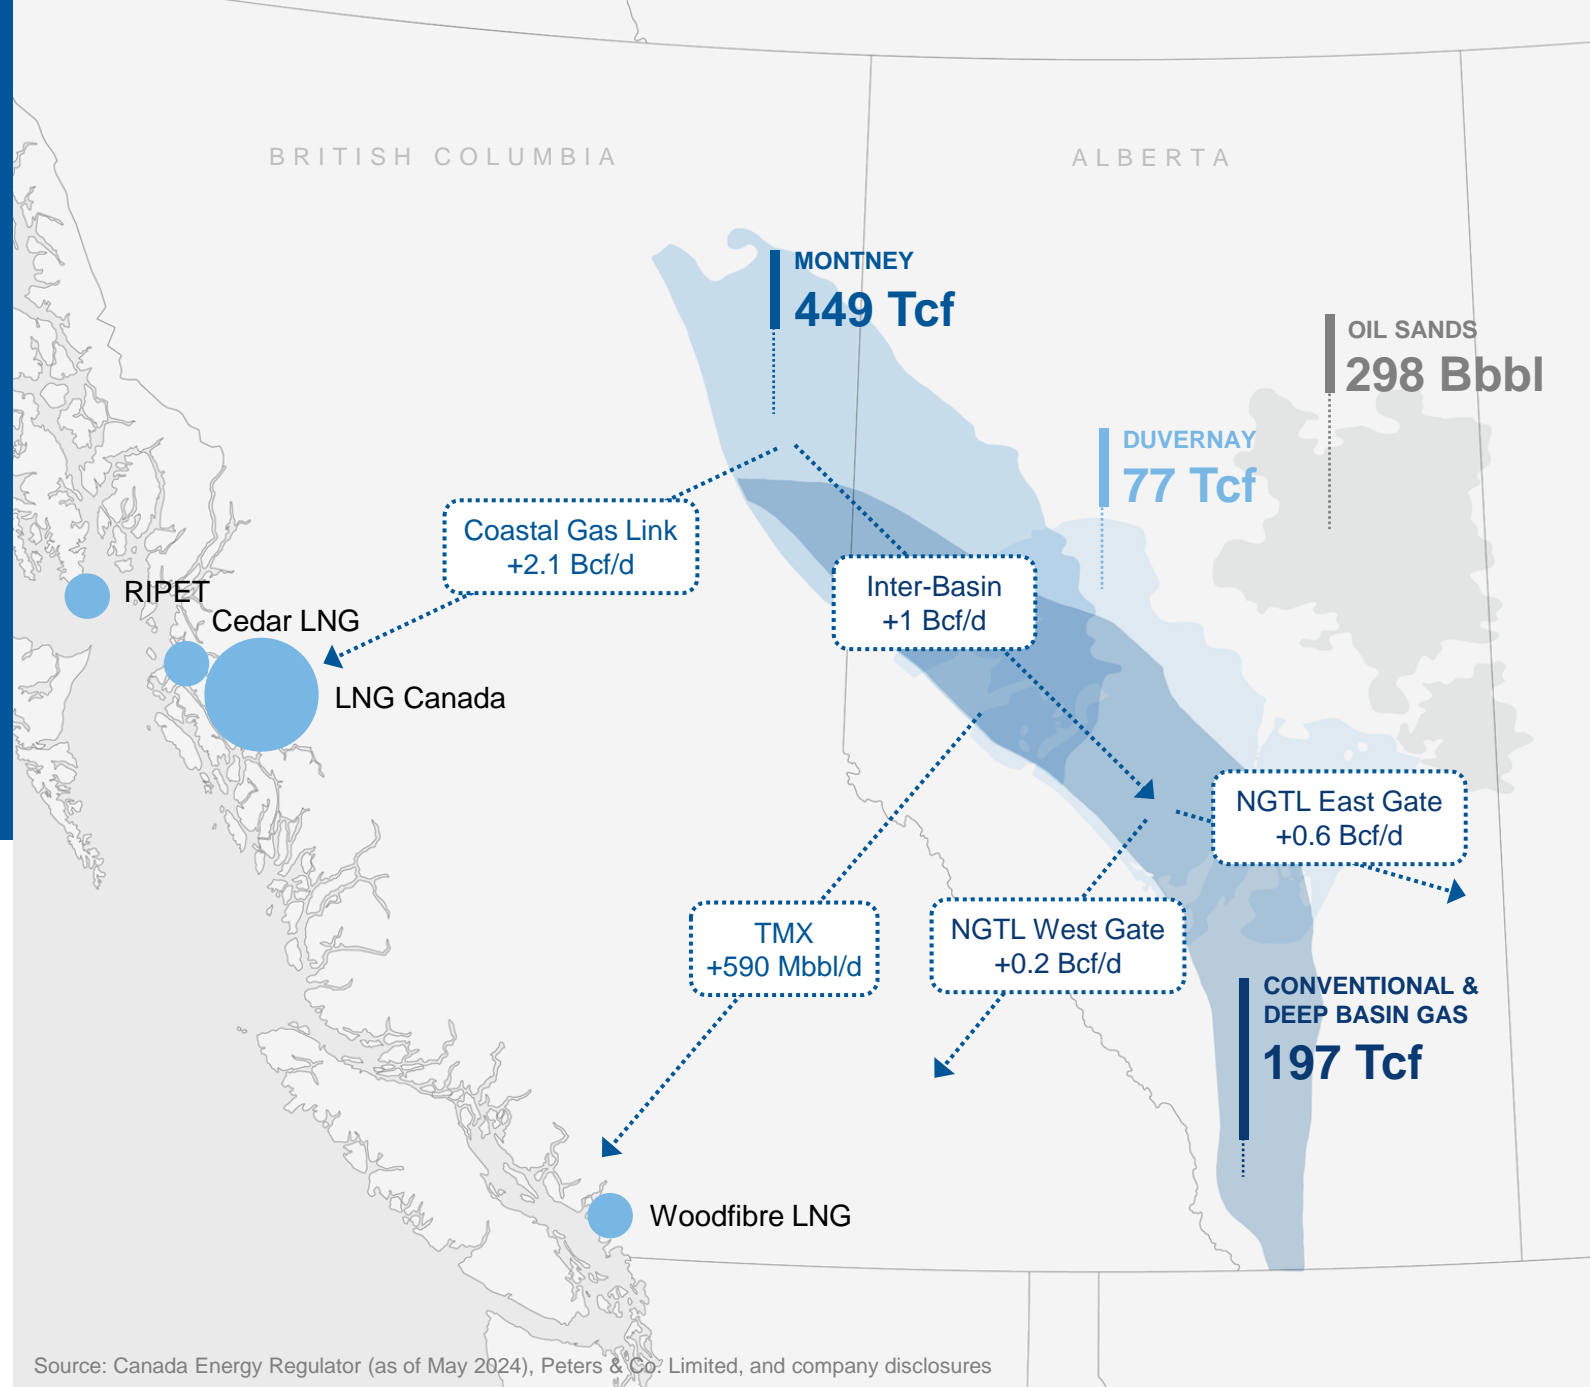 BRITISH COLUMBIA
ALBERTA
MONTNEY
449 Tcf
OIL SANDS
298 Bbbl
DUVERNAY
77 Tcf
Coastal Gas Link
+2.1 Bcf/d
Inter-Basin
+1 Bcf/d
RIPET
Cedar LNG
LNG Canada
NGTL East Gate
+0.6 Bcf/d
TMX
+590 Mbbl/d
NGTL West Gate
+0.2 Bcf/d
CONVENTIONAL &
DEEP BASIN GAS
197 Tcf
Woodfibre LNG
Source: Canada Energy Regulator (as of May 2024), Peters & Co. Limited, and company disclosures